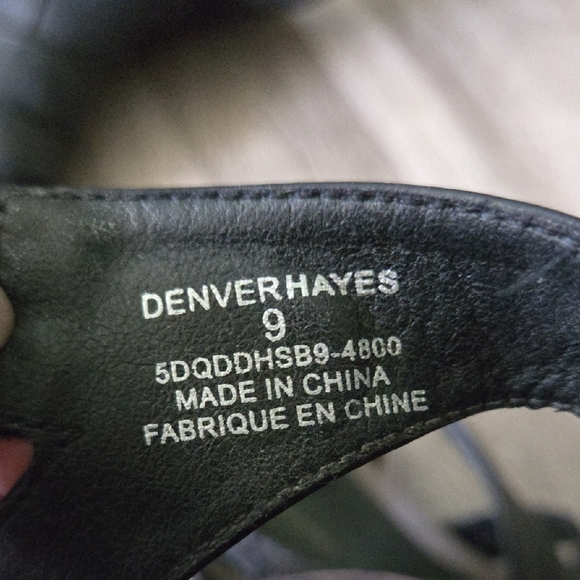 DENVERHAYES
9
5DQDDHSB9-4800
MADE IN CHINA
FABRIQUE EN CHINE